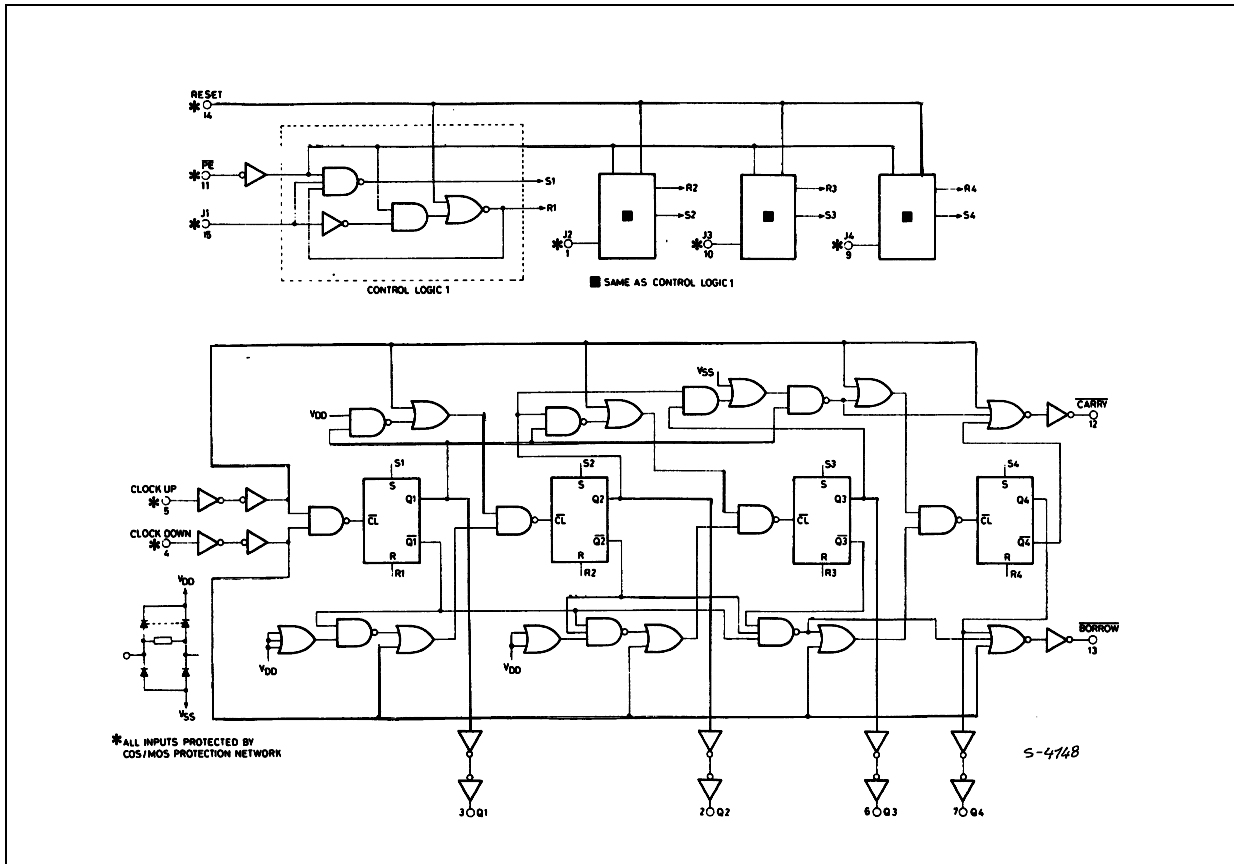 RESET
* 14
PE
* 11
S1
J1
* 15
R1
CONTROL LOGIC 1
R2
S2
J2
* 1
R3
S3
J3
* 10
R4
S4
J4
* 9
■ SAME AS CONTROL LOGIC 1
VSS
VDD
CARRY
12
CLOCK UP
* 5
CLOCK DOWN
* 4
S1
S
Q1
CL
Q1
R
R1
S2
S
Q2
CL
Q2
R
R2
S3
S
Q3
CL
Q3
R
R3
S4
S
Q4
CL
Q4
R
R4
VDD
VSS
VDD
VDD
BORROW
13
* ALL INPUTS PROTECTED BY
COS/MOS PROTECTION NETWORK
S-4748
3 Q1
2 Q2
6 Q3
7 Q4